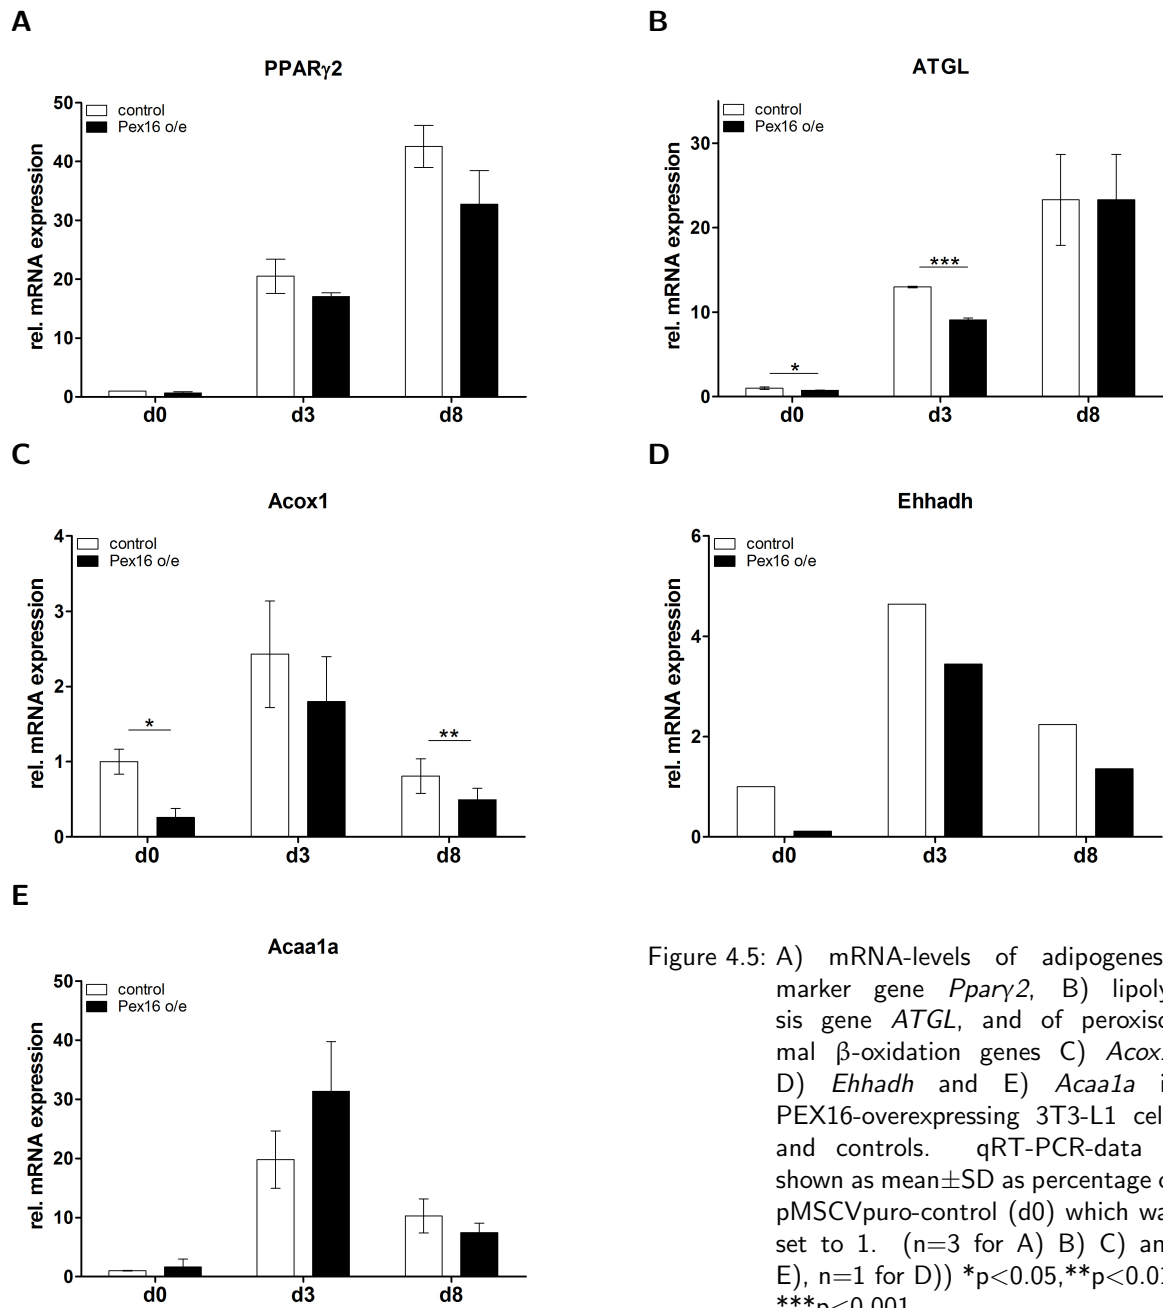 A
PPARγ2
control
Pex16 o/e
rel. mRNA expression
50
40
30
20
10
0
d0 d3 d8
B
ATGL
control
Pex16 o/e
rel. mRNA expression
30
20
10
0
*
***
d0 d3 d8
C
Acox1
control
Pex16 o/e
rel. mRNA expression
4
3
2
1
0
*
**
d0 d3 d8
D
Ehhadh
control
Pex16 o/e
rel. mRNA expression
6
4
2
0
d0 d3 d8
E
Acaa1a
control
Pex16 o/e
rel. mRNA expression
50
40
30
20
10
0
d0 d3 d8
Figure 4.5: A) mRNA-levels of adipogenes
marker gene Pparγ2, B) lipoly
sis gene ATGL, and of peroxiso
mal β-oxidation genes C) Acox
D) Ehhadh and E) Acaa1a i
PEX16-overexpressing 3T3-L1 cel
and controls. qRT-PCR-data
shown as mean±SD as percentage o
pMSCVpuro-control (d0) which wa
set to 1. (n=3 for A) B) C) an
E), n=1 for D)) *p<0.05,**p<0.01
***p<0.001